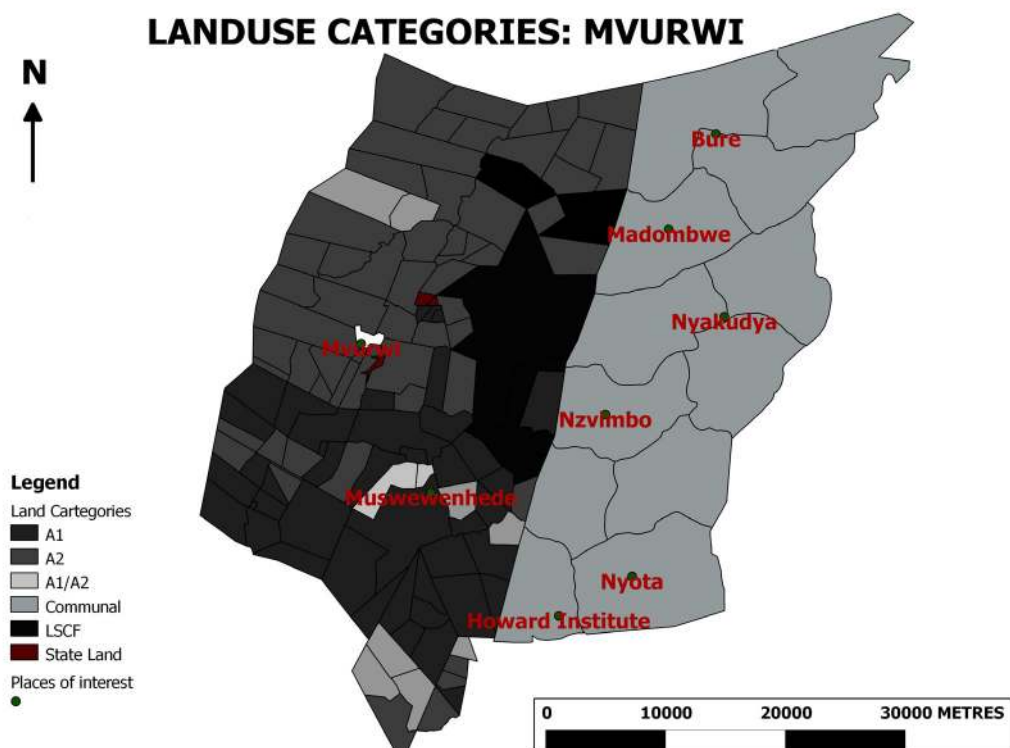 LANDUSE CATEGORIES: MVURWI
N
Bure
Madombwe
Nyakudya
Mvurwi
Nzvimbo
Muswewenhede
Nyota
Howard Institute
Legend
Land Cartegories
A1
A2
A1/A2
Communal
LSCF
State Land
Places of interest
0 10000 20000 30000 METRES